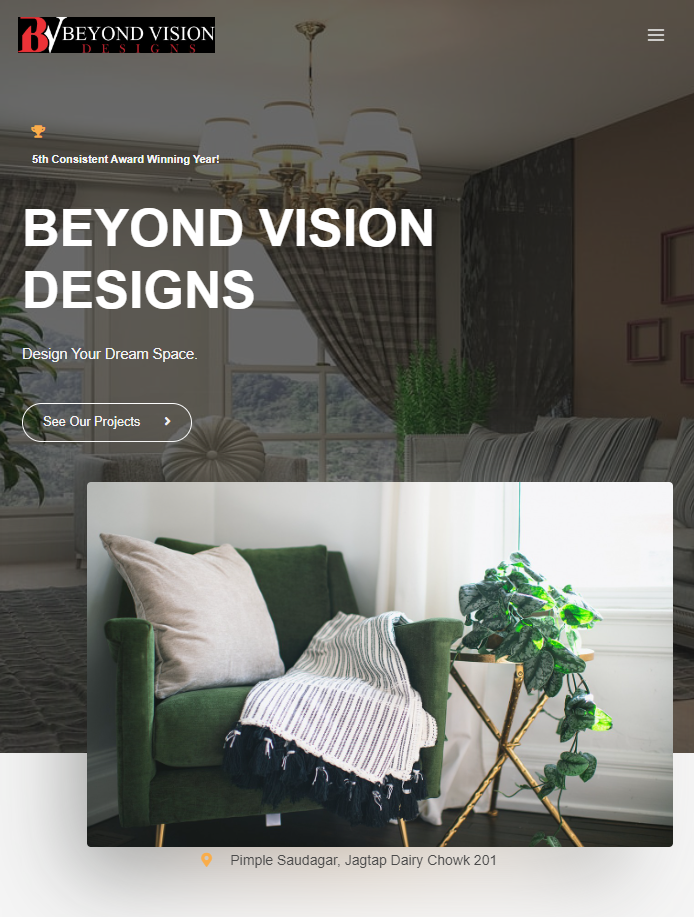 BV BEYOND VISION
DESIGNS
5th Consistent Award Winning Year!
BEYOND VISION
DESIGNS
Design Your Dream Space.
See Our Projects
Pimple Saudagar, Jagtap Dairy Chowk 201